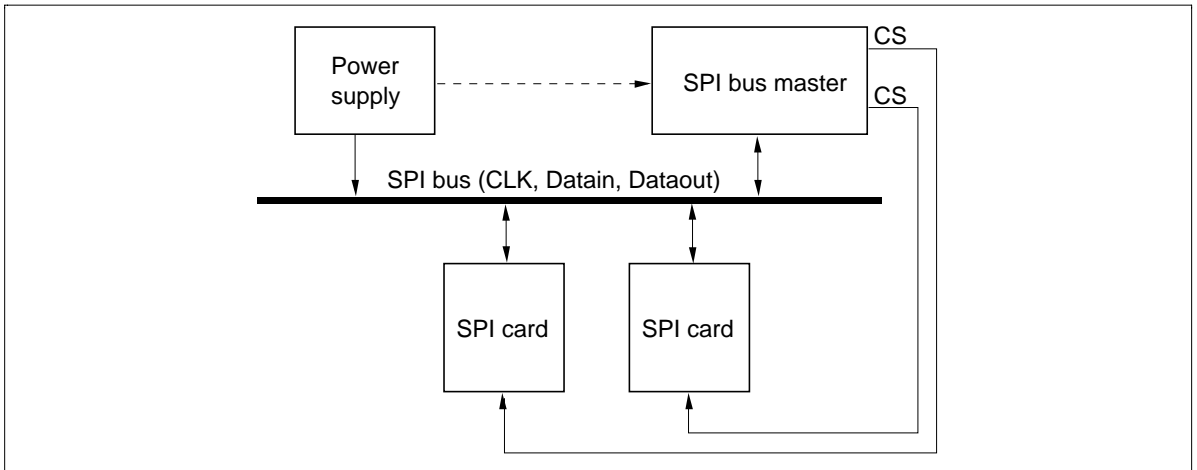 Power
supply
SPI bus master
CS
CS
SPI bus (CLK, Datain, Dataout)
SPI card
SPI card